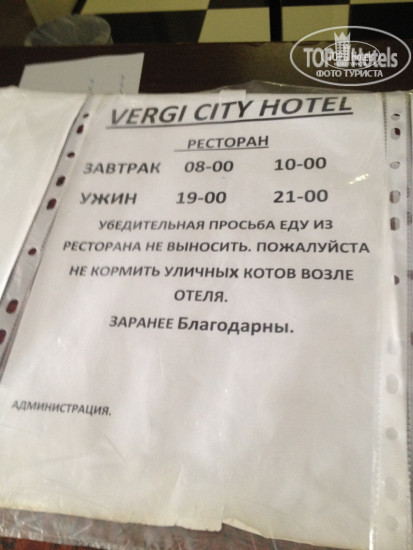 TOPHotels
ФОТО ТУРИСТА
VERGI CITY HOTEL
РЕСТОРАН
ЗАВТРАК 08-00 10-00
УЖИН 19-00 21-00
УБЕДИТЕЛЬНАЯ ПРОСЬБА ЕДУ ИЗ
РЕСТОРАНА НЕ ВЫНОСИТЬ. ПОЖАЛУЙСТА
НЕ КОРМИТЬ УЛИЧНЫХ КОТОВ ВОЗЛЕ
ОТЕЛЯ.
ЗАРАНЕЕ Благодарны.
АДМИНИСТРАЦИЯ.